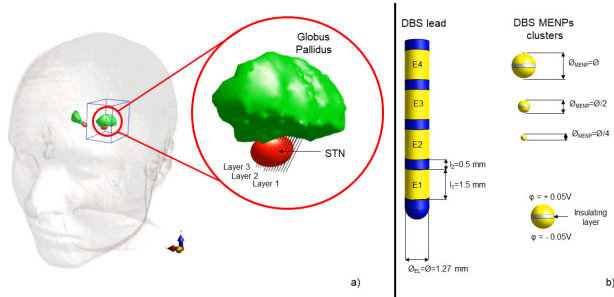 Globus
Pallidus
STN
Layer 3
Layer 2
Layer 1
a)
DBS lead
E4
E3
E2
E1
l₂=0.5 mm
l₁=1.5 mm
Ø_EL=Ø=1.27 mm
DBS MENPs
clusters
Ø_MENP=Ø
Ø_MENP=Ø/2
Ø_MENP=Ø/4
φ = + 0.05V
Insulating
layer
φ = - 0.05V
b)